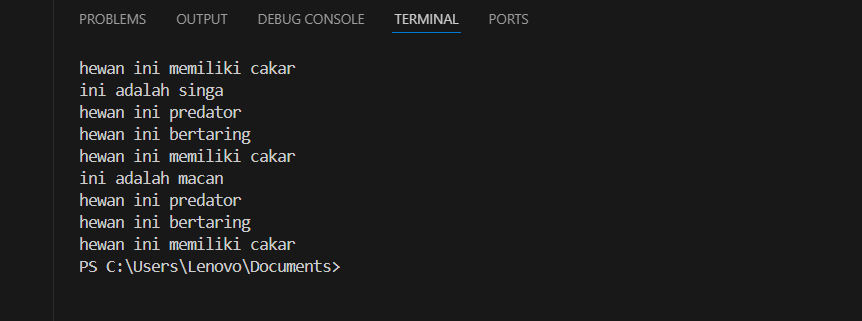 PROBLEMS OUTPUT DEBUG CONSOLE TERMINAL PORTS
hewan ini memiliki cakar
ini adalah singa
hewan ini predator
hewan ini bertaring
hewan ini memiliki cakar
ini adalah macan
hewan ini predator
hewan ini bertaring
hewan ini memiliki cakar
PS C:\Users\Lenovo\Documents>